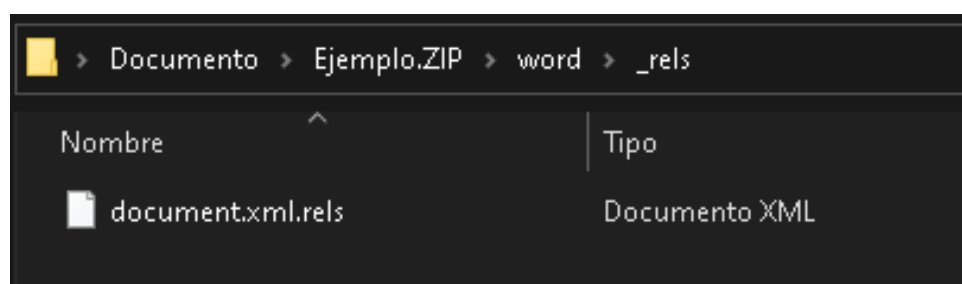 Documento > Ejemplo.ZIP > word > _rels
Nombre Tipo
document.xml.rels Documento XML